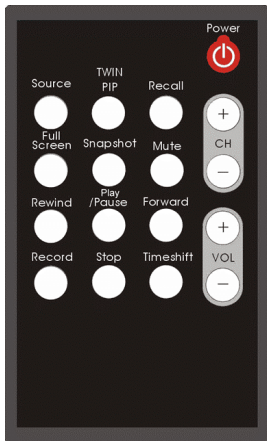 Power
Source
TWIN
PIP
Recall
+
CH
−
Full
Screen
Snapshot
Mute
Rewind
Play
/Pause
Forward
+
VOL
−
Record
Stop
Timeshift